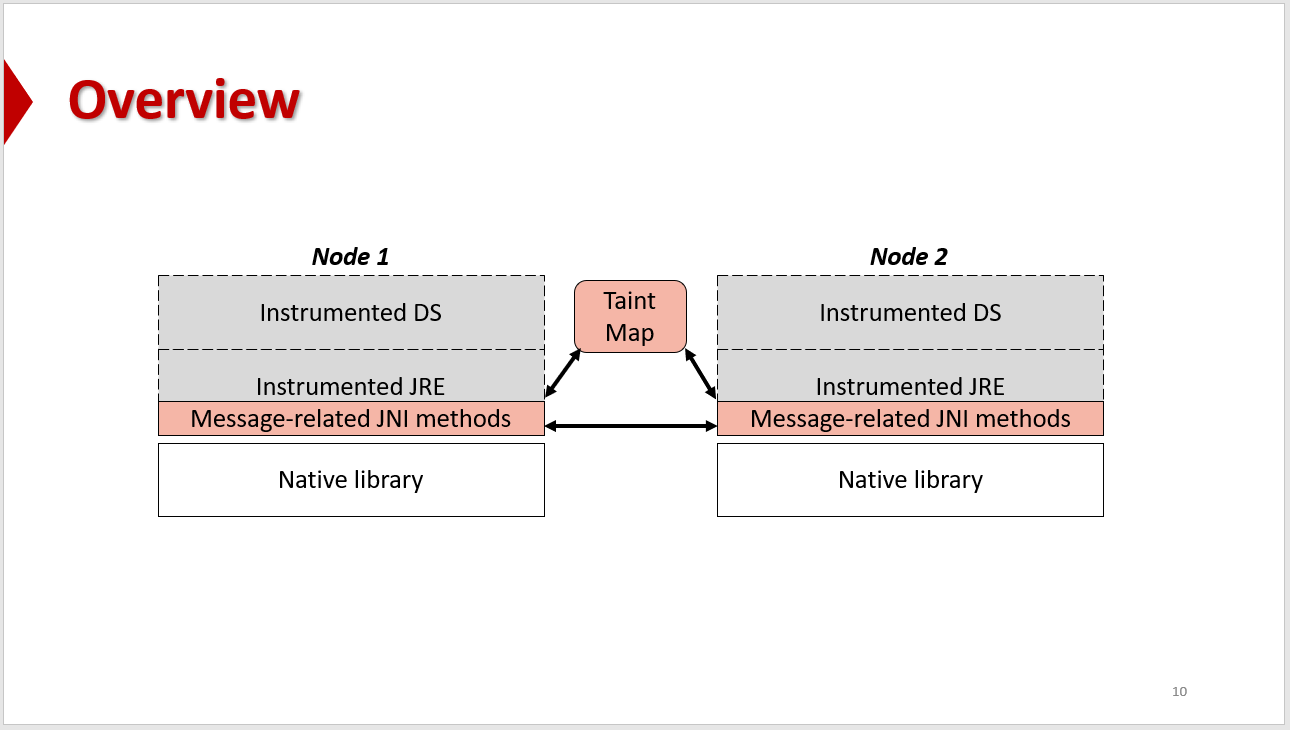 Overview
Node 1
Instrumented DS
Instrumented JRE
Message-related JNI methods
Native library
Taint
Map
Node 2
Instrumented DS
Instrumented JRE
Message-related JNI methods
Native library
10